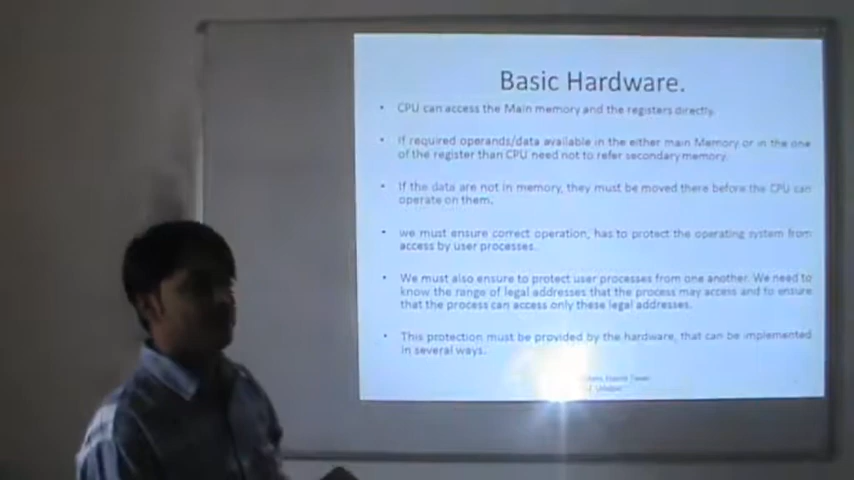 Basic Hardware.
• CPU can access the Main memory and the registers directly.
• If required operands/data available in the either main Memory or in the one
of the register than CPU need not to refer secondary memory.
• If the data are not in memory, they must be moved there before the CPU can
operate on them.
• we must ensure correct operation, has to protect the operating system from
access by user processes.
• We must also ensure to protect user processes from one another. We need to
know the range of legal addresses that the process may access and to ensure
that the process can access only these legal addresses.
• This protection must be provided by the hardware, that can be implemented
in several ways.